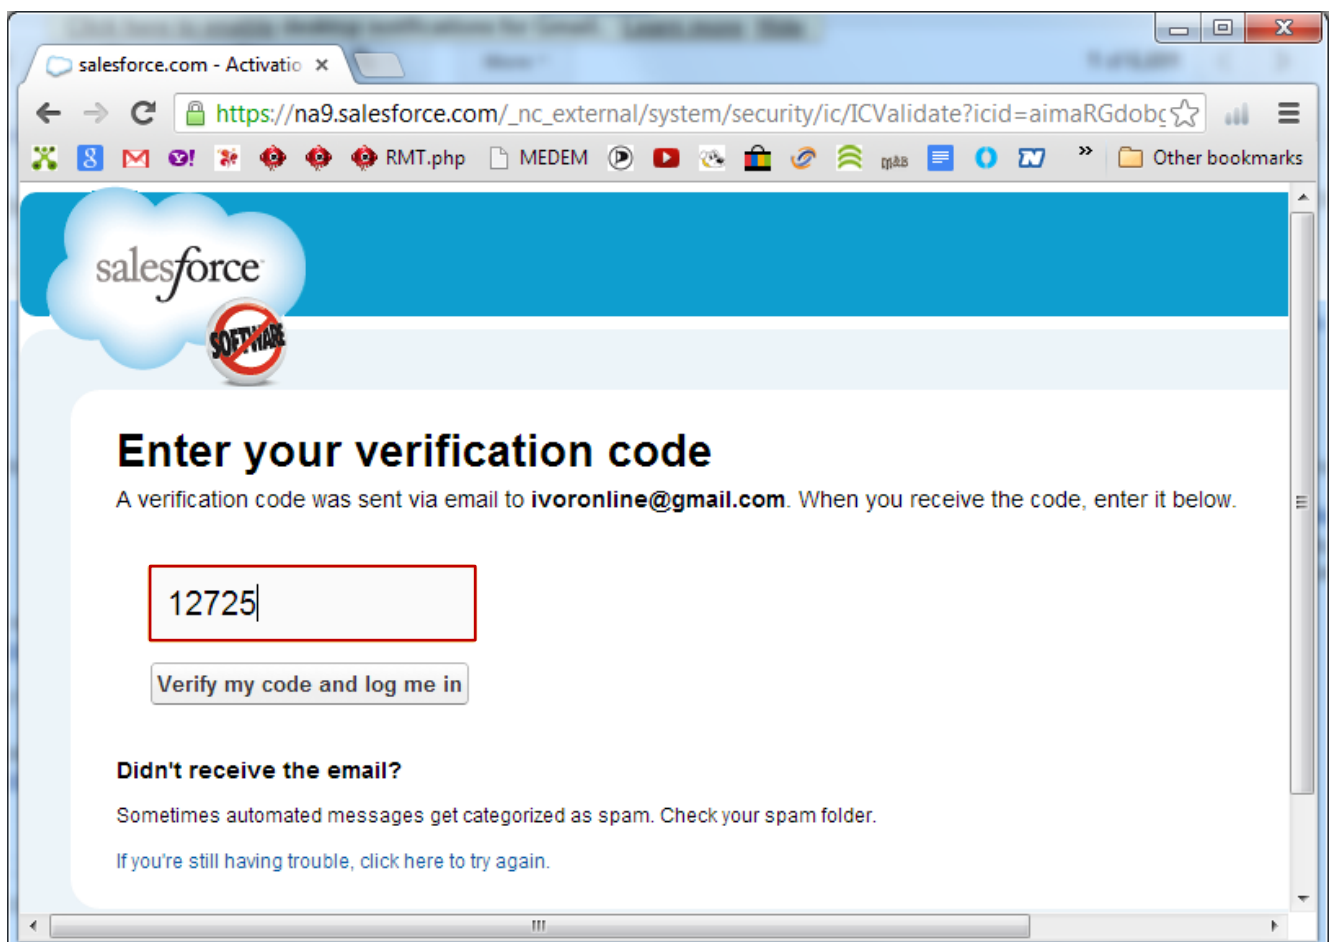 salesforce.com - Activatio
https://na9.salesforce.com/_nc_external/system/security/ic/ICValidate?icid=aimaRGdobg
RMT.php
MEDEM
m&B
»
Other bookmarks
salesforce
SOFTWARE
Enter your verification code
A verification code was sent via email to ivoronline@gmail.com. When you receive the code, enter it below.
12725
Verify my code and log me in
Didn't receive the email?
Sometimes automated messages get categorized as spam. Check your spam folder.
If you're still having trouble, click here to try again.